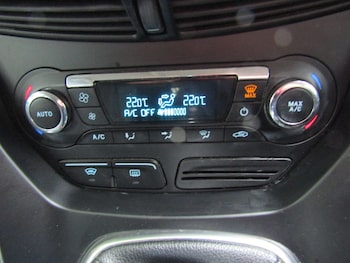 22.0°C 22.0°C
A/C OFF
AUTO
MAX
MAX A/C
A/C